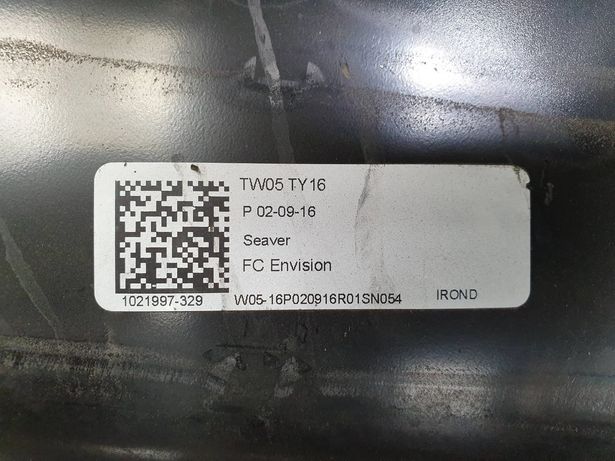 TW05 TY16
P 02-09-16
Seaver
FC Envision
1021997-329 W05-16P020916R01SN054 IROND